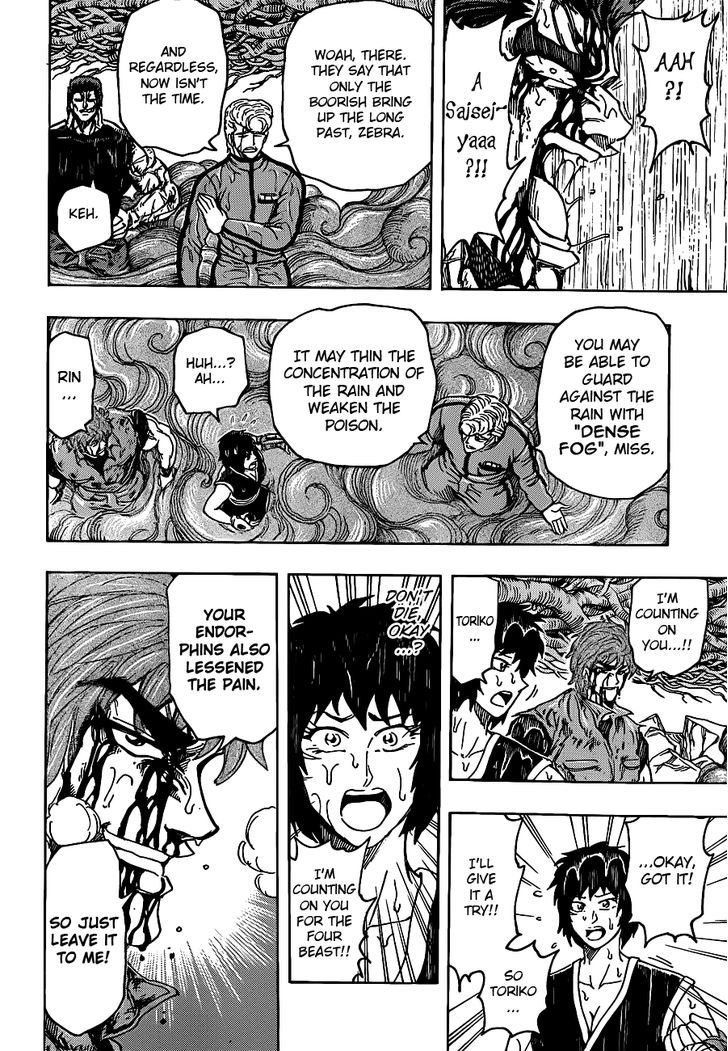 AAH
?!
A
Saisei-
yaaa
?!!
WOAH, THERE.
THEY SAY THAT
ONLY THE
BOORISH BRING
UP THE LONG
PAST, ZEBRA.
AND
REGARDLESS,
NOW ISN'T
THE TIME.
KEH.
YOU MAY
BE ABLE TO
GUARD
AGAINST THE
RAIN WITH
"DENSE
FOG", MISS.
IT MAY THIN THE
CONCENTRATION
OF THE RAIN AND
WEAKEN THE
POISON.
HUH...?
AH...
RIN
...
I'M
COUNTING
ON
YOU...!!
TORIKO
...
...OKAY,
GOT IT!
I'LL
GIVE
IT A
TRY!!
SO
TORIKO
DON'T
DIE,
OKAY
...?
I'M
COUNTING
ON YOU
FOR THE
FOUR
BEAST!!
YOUR
ENDOR-
PHINS ALSO
LESSENED
THE PAIN.
SO JUST
LEAVE IT
TO ME!